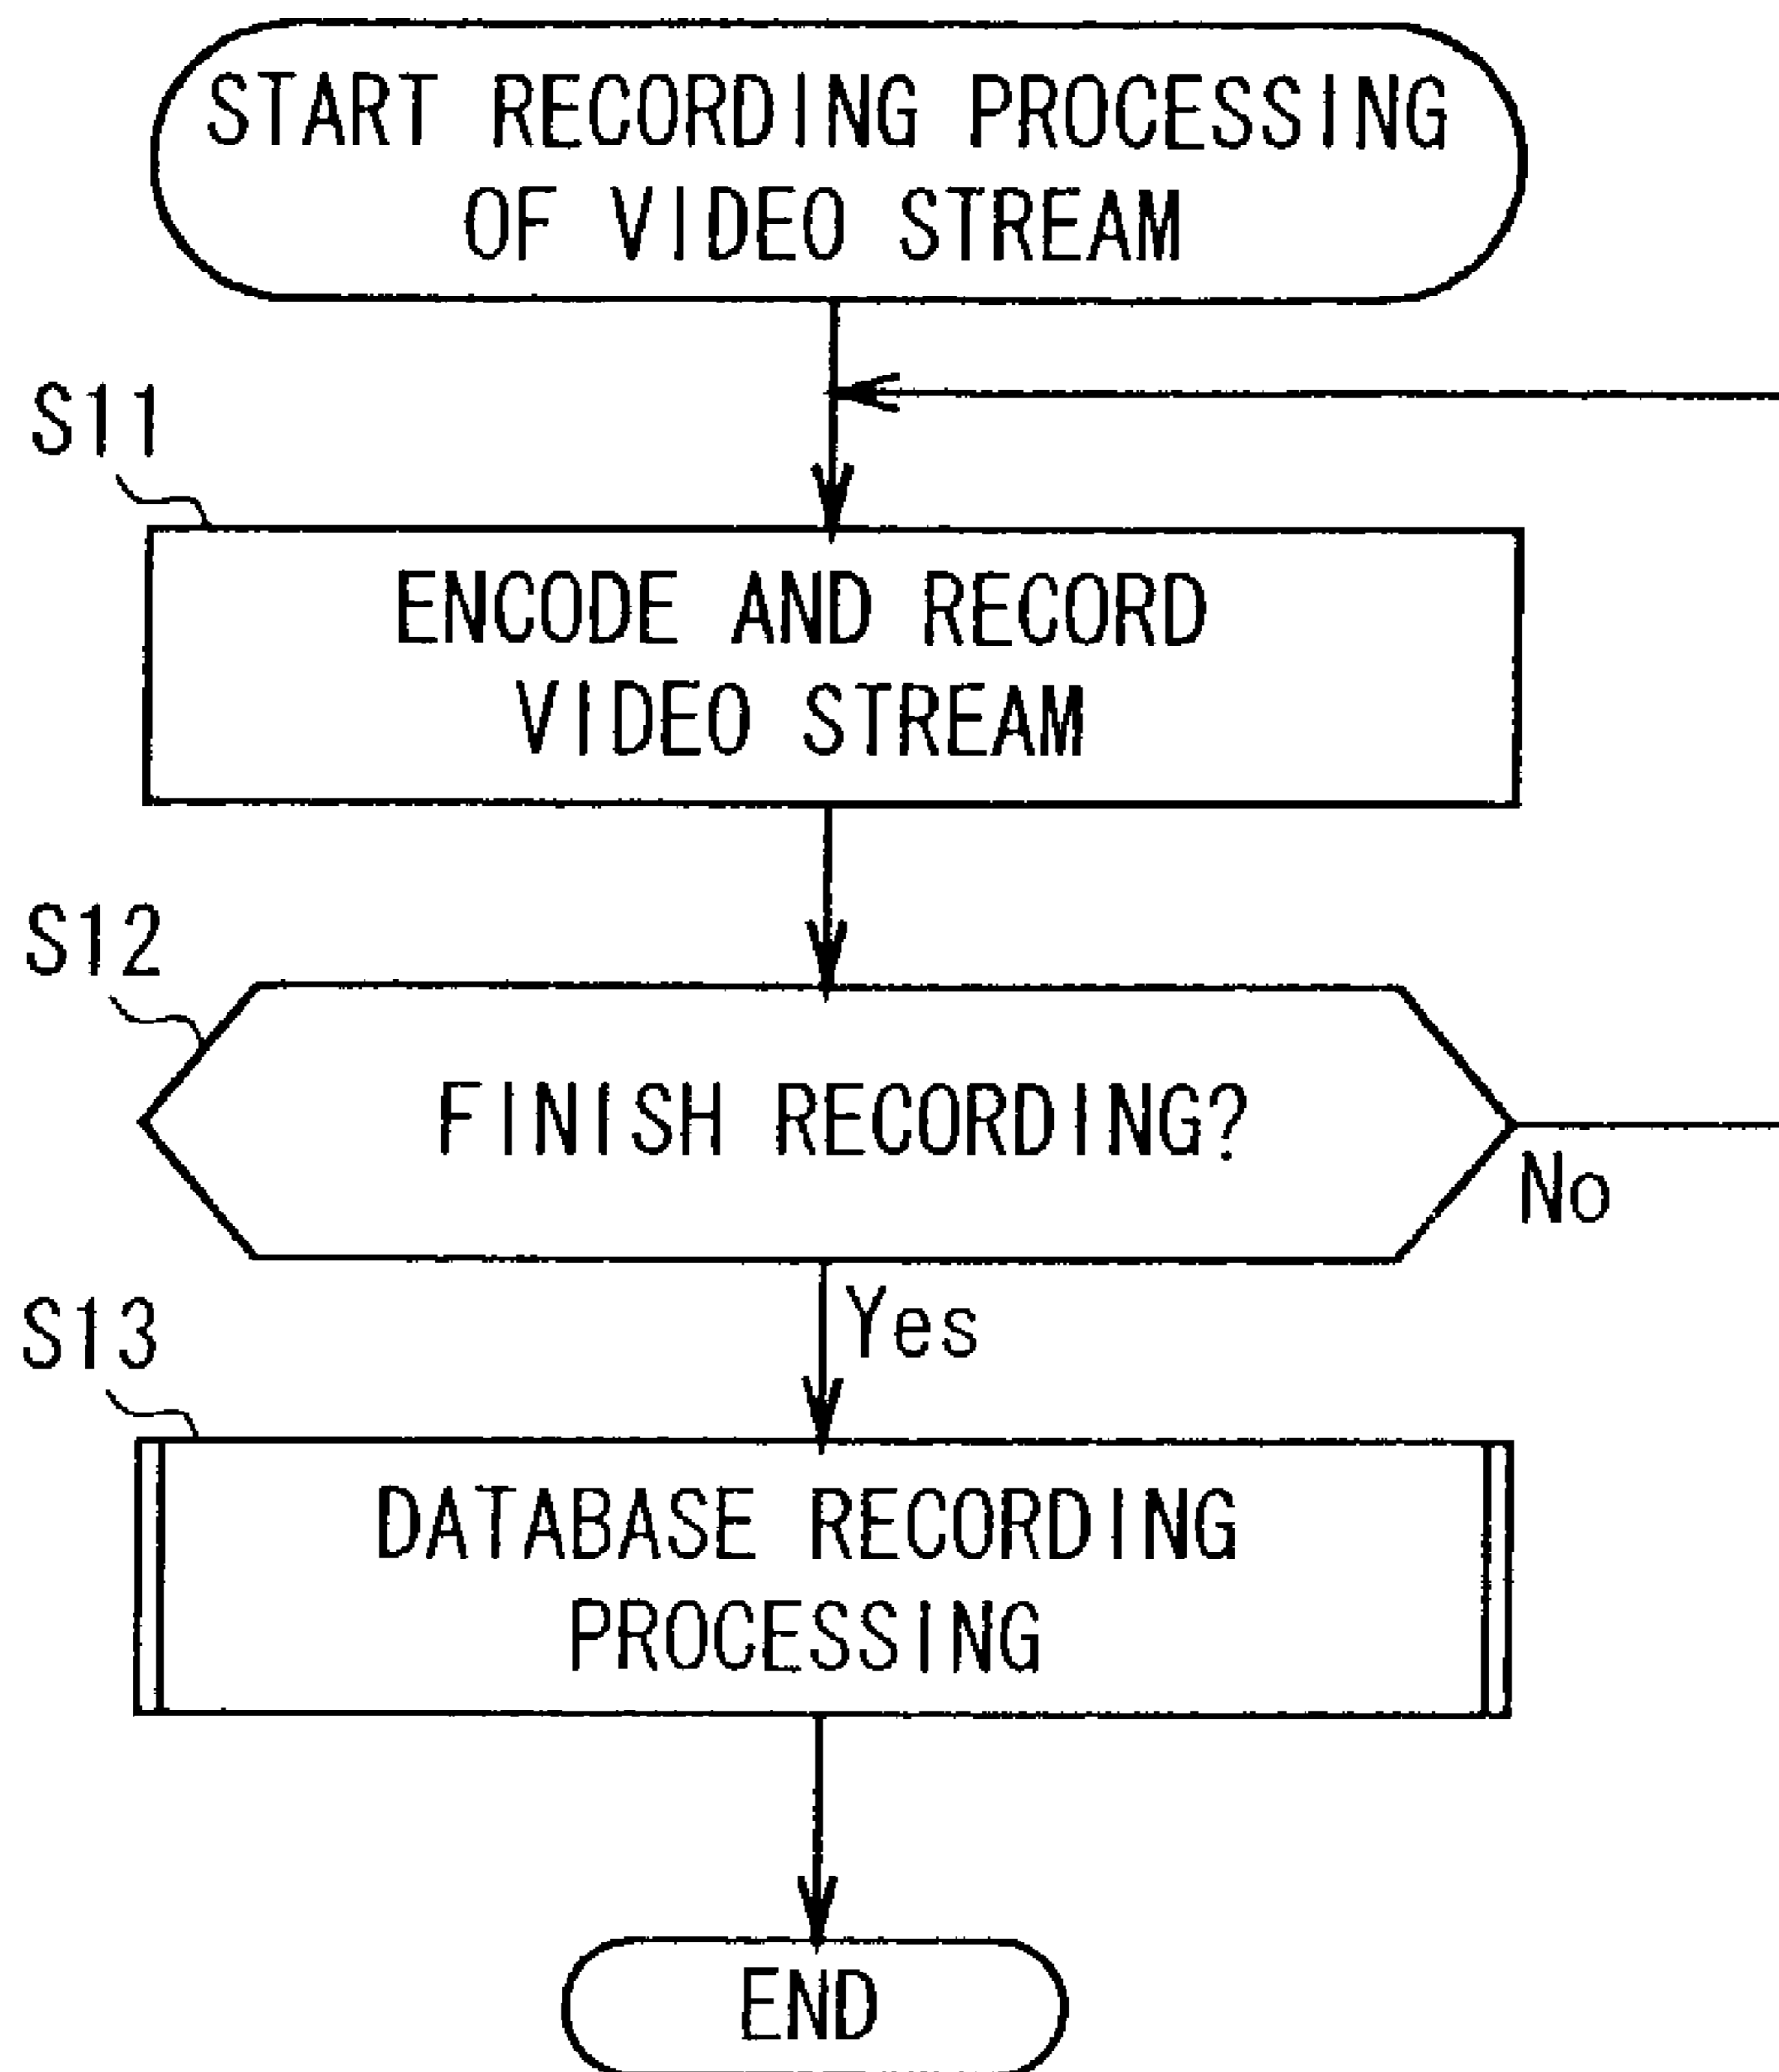 START RECORDING PROCESSING
OF VIDEO STREAM
S11
ENCODE AND RECORD
VIDEO STREAM
S12
FINISH RECORDING?
No
Yes
S13
DATABASE RECORDING
PROCESSING
END